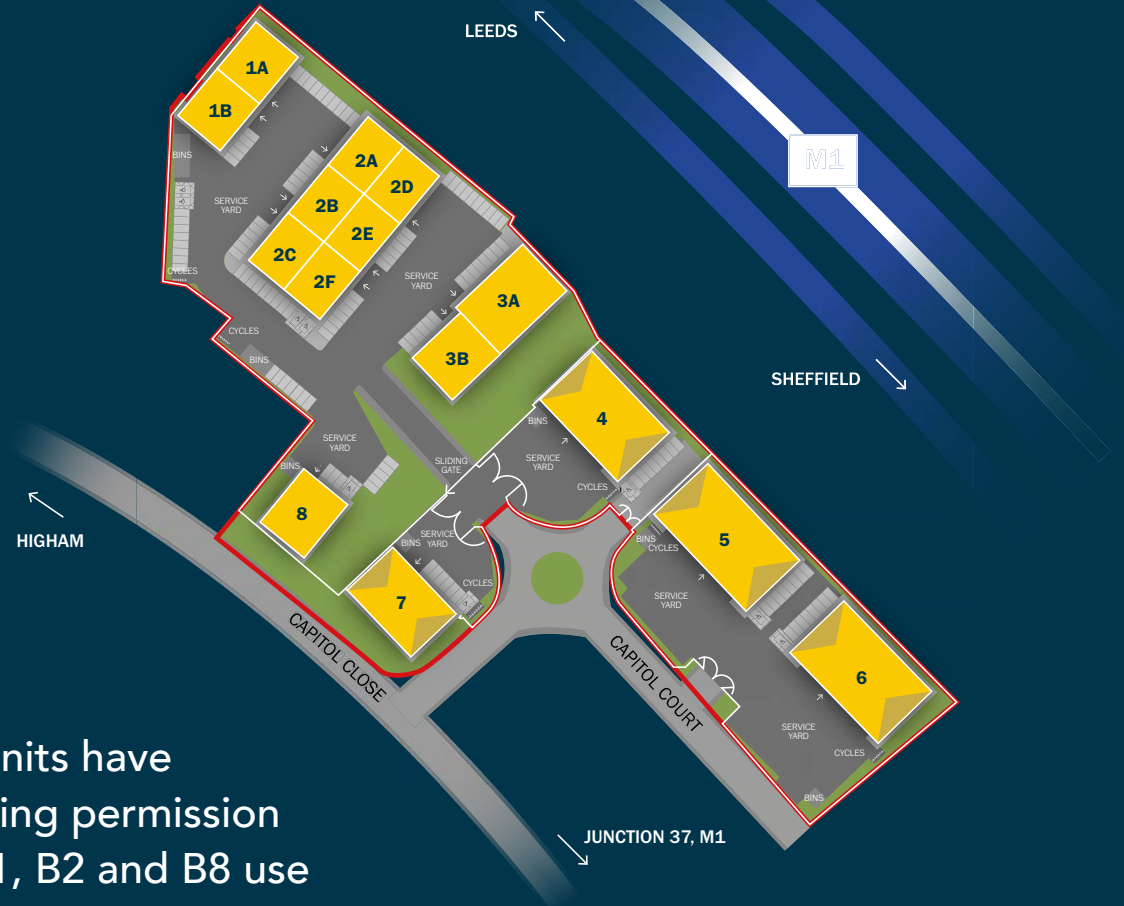 LEEDS
M1
SHEFFIELD
1A
1B
BINS
SERVICE
YARD
CYCLES
2A
2D
2B
2E
2C
2F
SERVICE
YARD
3A
3B
CYCLES
BINS
SERVICE
YARD
BINS
8
SLIDING
GATE
4
BINS
SERVICE
YARD
CYCLES
SERVICE
YARD
BINS
7
CYCLES
5
BINS
CYCLES
SERVICE
YARD
6
SERVICE
YARD
CYCLES
BINS
HIGHAM
CAPITOL CLOSE
CAPITOL COURT
JUNCTION 37, M1
nits have
ing permission
, B2 and B8 use